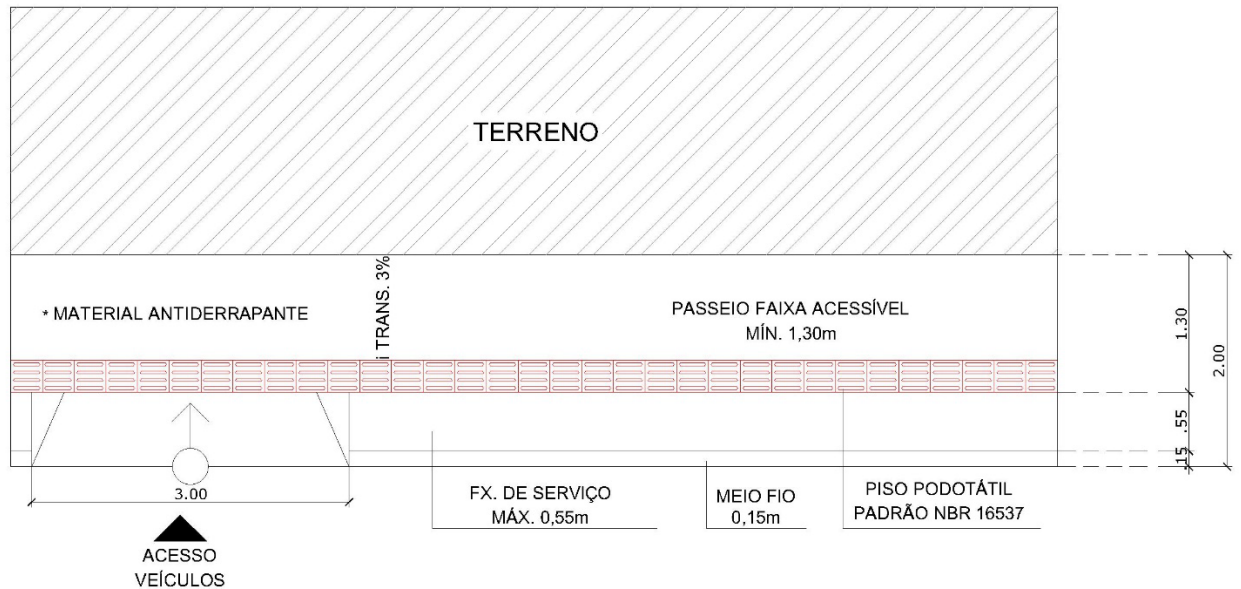 TERRENO
* MATERIAL ANTIDERRAPANTE
i TRANS. 3%
PASSEIO FAIXA ACESSÍVEL
MÍN. 1,30m
1.30
2.00
.55
.15
3.00
FX. DE SERVIÇO
MÁX. 0,55m
MEIO FIO
0,15m
PISO PODOTÁTIL
PADRÃO NBR 16537
ACESSO
VEÍCULOS